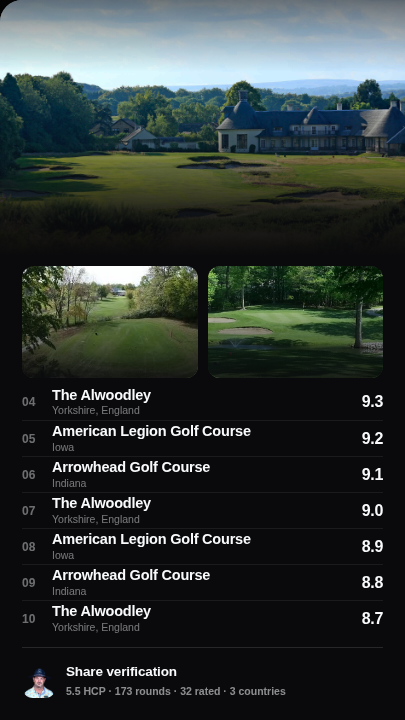 04
The Alwoodley
Yorkshire, England
9.3
05
American Legion Golf Course
Iowa
9.2
06
Arrowhead Golf Course
Indiana
9.1
07
The Alwoodley
Yorkshire, England
9.0
08
American Legion Golf Course
Iowa
8.9
09
Arrowhead Golf Course
Indiana
8.8
10
The Alwoodley
Yorkshire, England
8.7
Share verification
5.5 HCP · 173 rounds · 32 rated · 3 countries